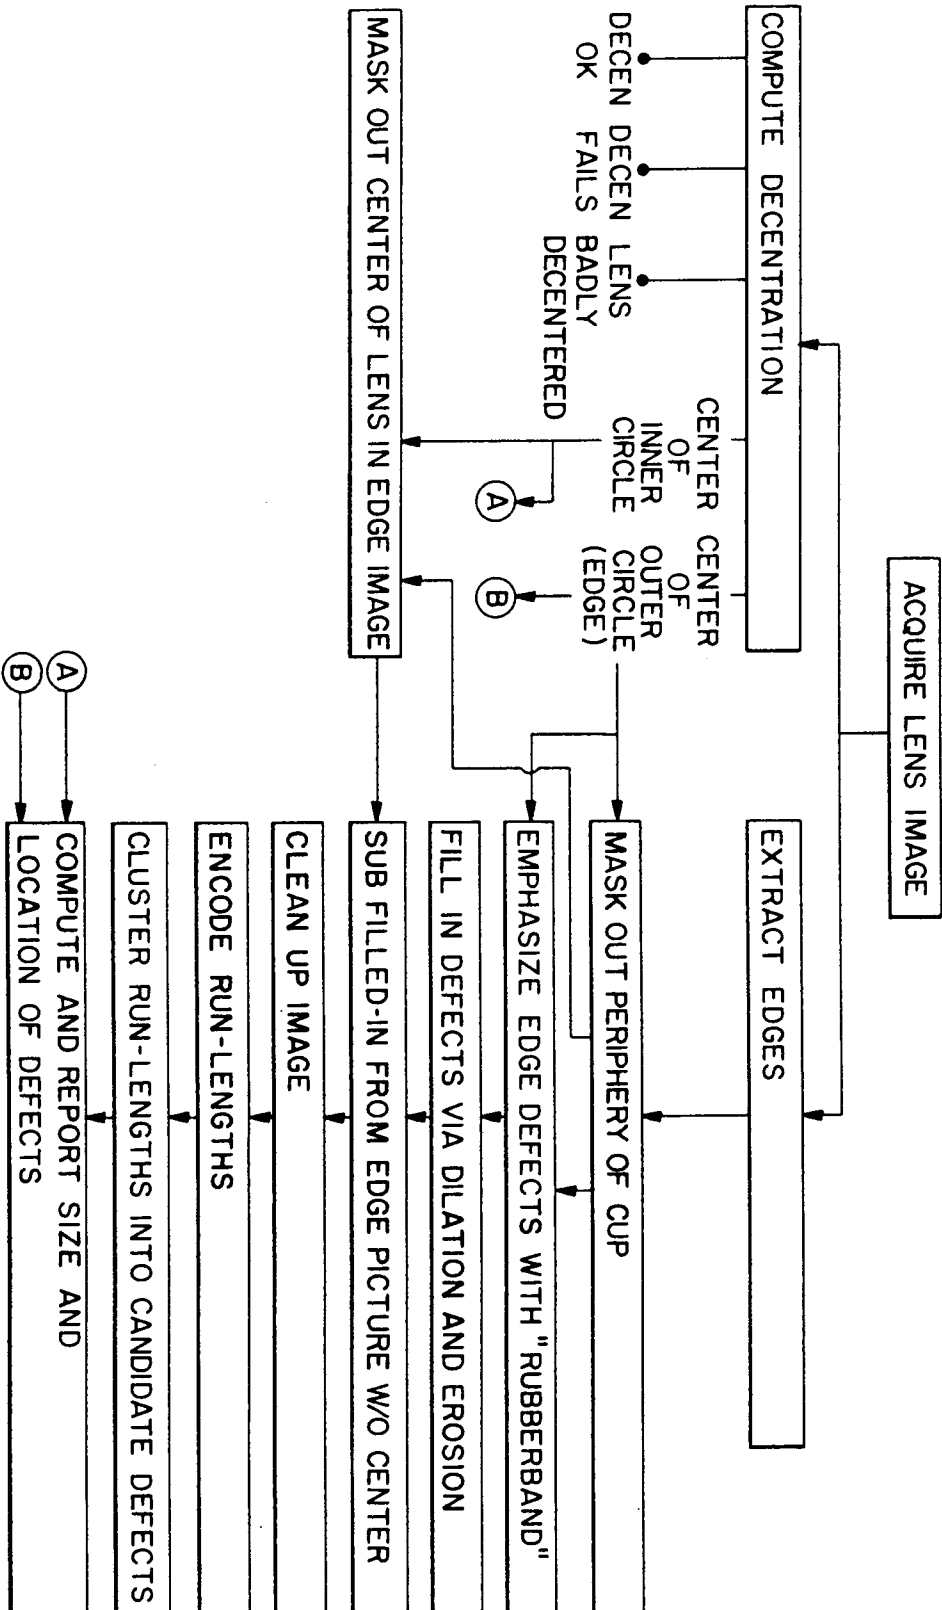 ACQUIRE LENS IMAGE
COMPUTE DECENTRATION
EXTRACT EDGES
DECEN
OK
DECEN
FAILS
LENS
BADLY
DECENTERED
CENTER
OF
INNER
CIRCLE
CENTER
OF
OUTER
CIRCLE
(EDGE)
A
B
MASK OUT PERIPHERY OF CUP
EMPHASIZE EDGE DEFECTS WITH "RUBBERBAND"
FILL IN DEFECTS VIA DILATION AND EROSION
MASK OUT CENTER OF LENS IN EDGE IMAGE
SUB FILLED-IN FROM EDGE PICTURE W/O CENTER
CLEAN UP IMAGE
ENCODE RUN-LENGTHS
CLUSTER RUN-LENGTHS INTO CANDIDATE DEFECTS
A
B
COMPUTE AND REPORT SIZE AND
LOCATION OF DEFECTS